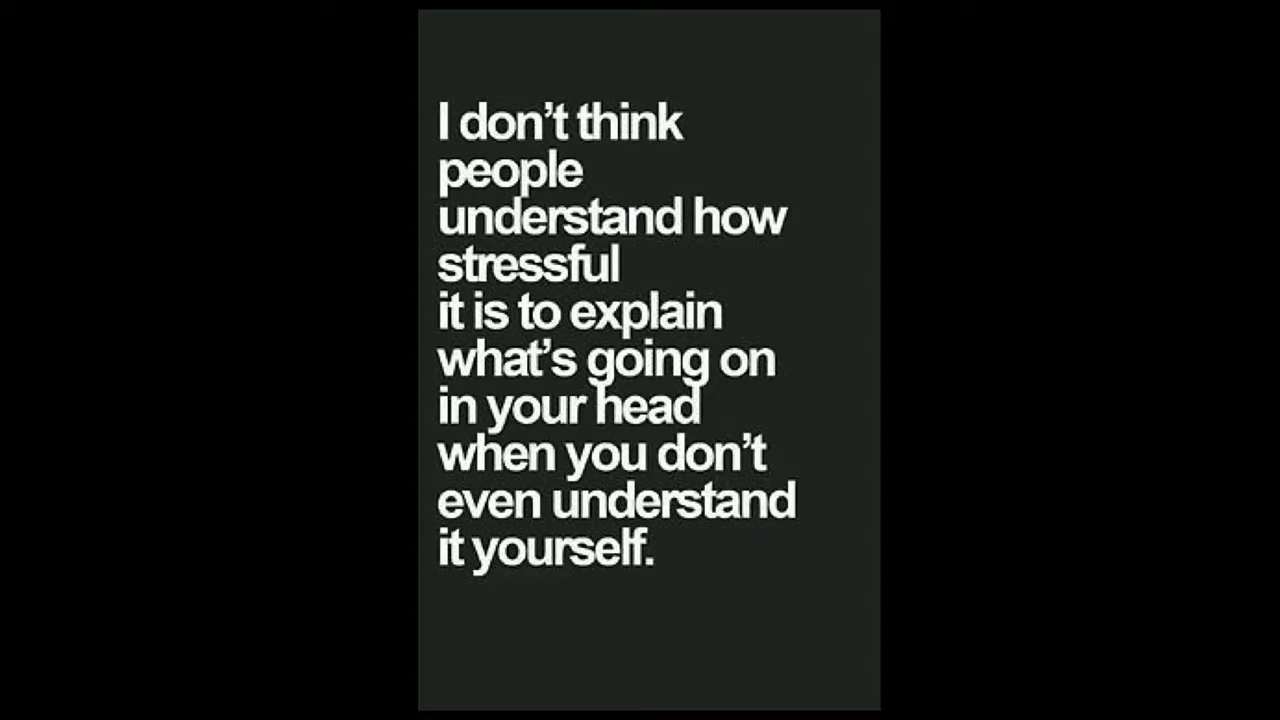 I don’t think
people
understand how
stressful
it is to explain
what’s going on
in your head
when you don’t
even understand
it yourself.